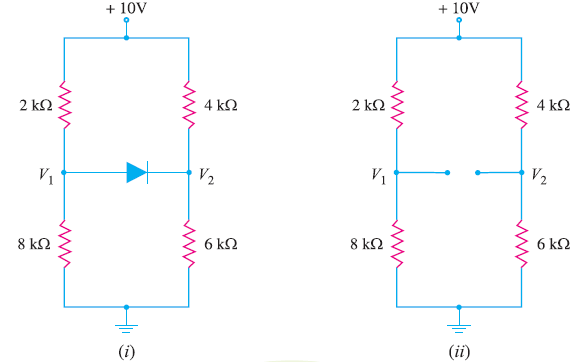 + 10V + 10V
2 kΩ 4 kΩ 2 kΩ 4 kΩ
V₁ V₂ V₁ V₂
8 kΩ 6 kΩ 8 kΩ 6 kΩ
(i) (ii)